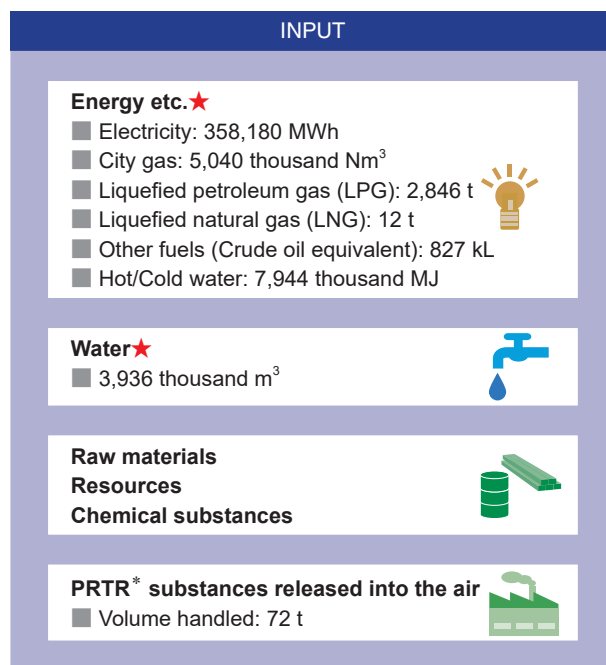 INPUT
Energy etc.★
■ Electricity: 358,180 MWh
■ City gas: 5,040 thousand Nm³
■ Liquefied petroleum gas (LPG): 2,846 t
■ Liquefied natural gas (LNG): 12 t
■ Other fuels (Crude oil equivalent): 827 kL
■ Hot/Cold water: 7,944 thousand MJ
Water★
■ 3,936 thousand m³
Raw materials
Resources
Chemical substances
PRTR* substances released into the air
■ Volume handled: 72 t